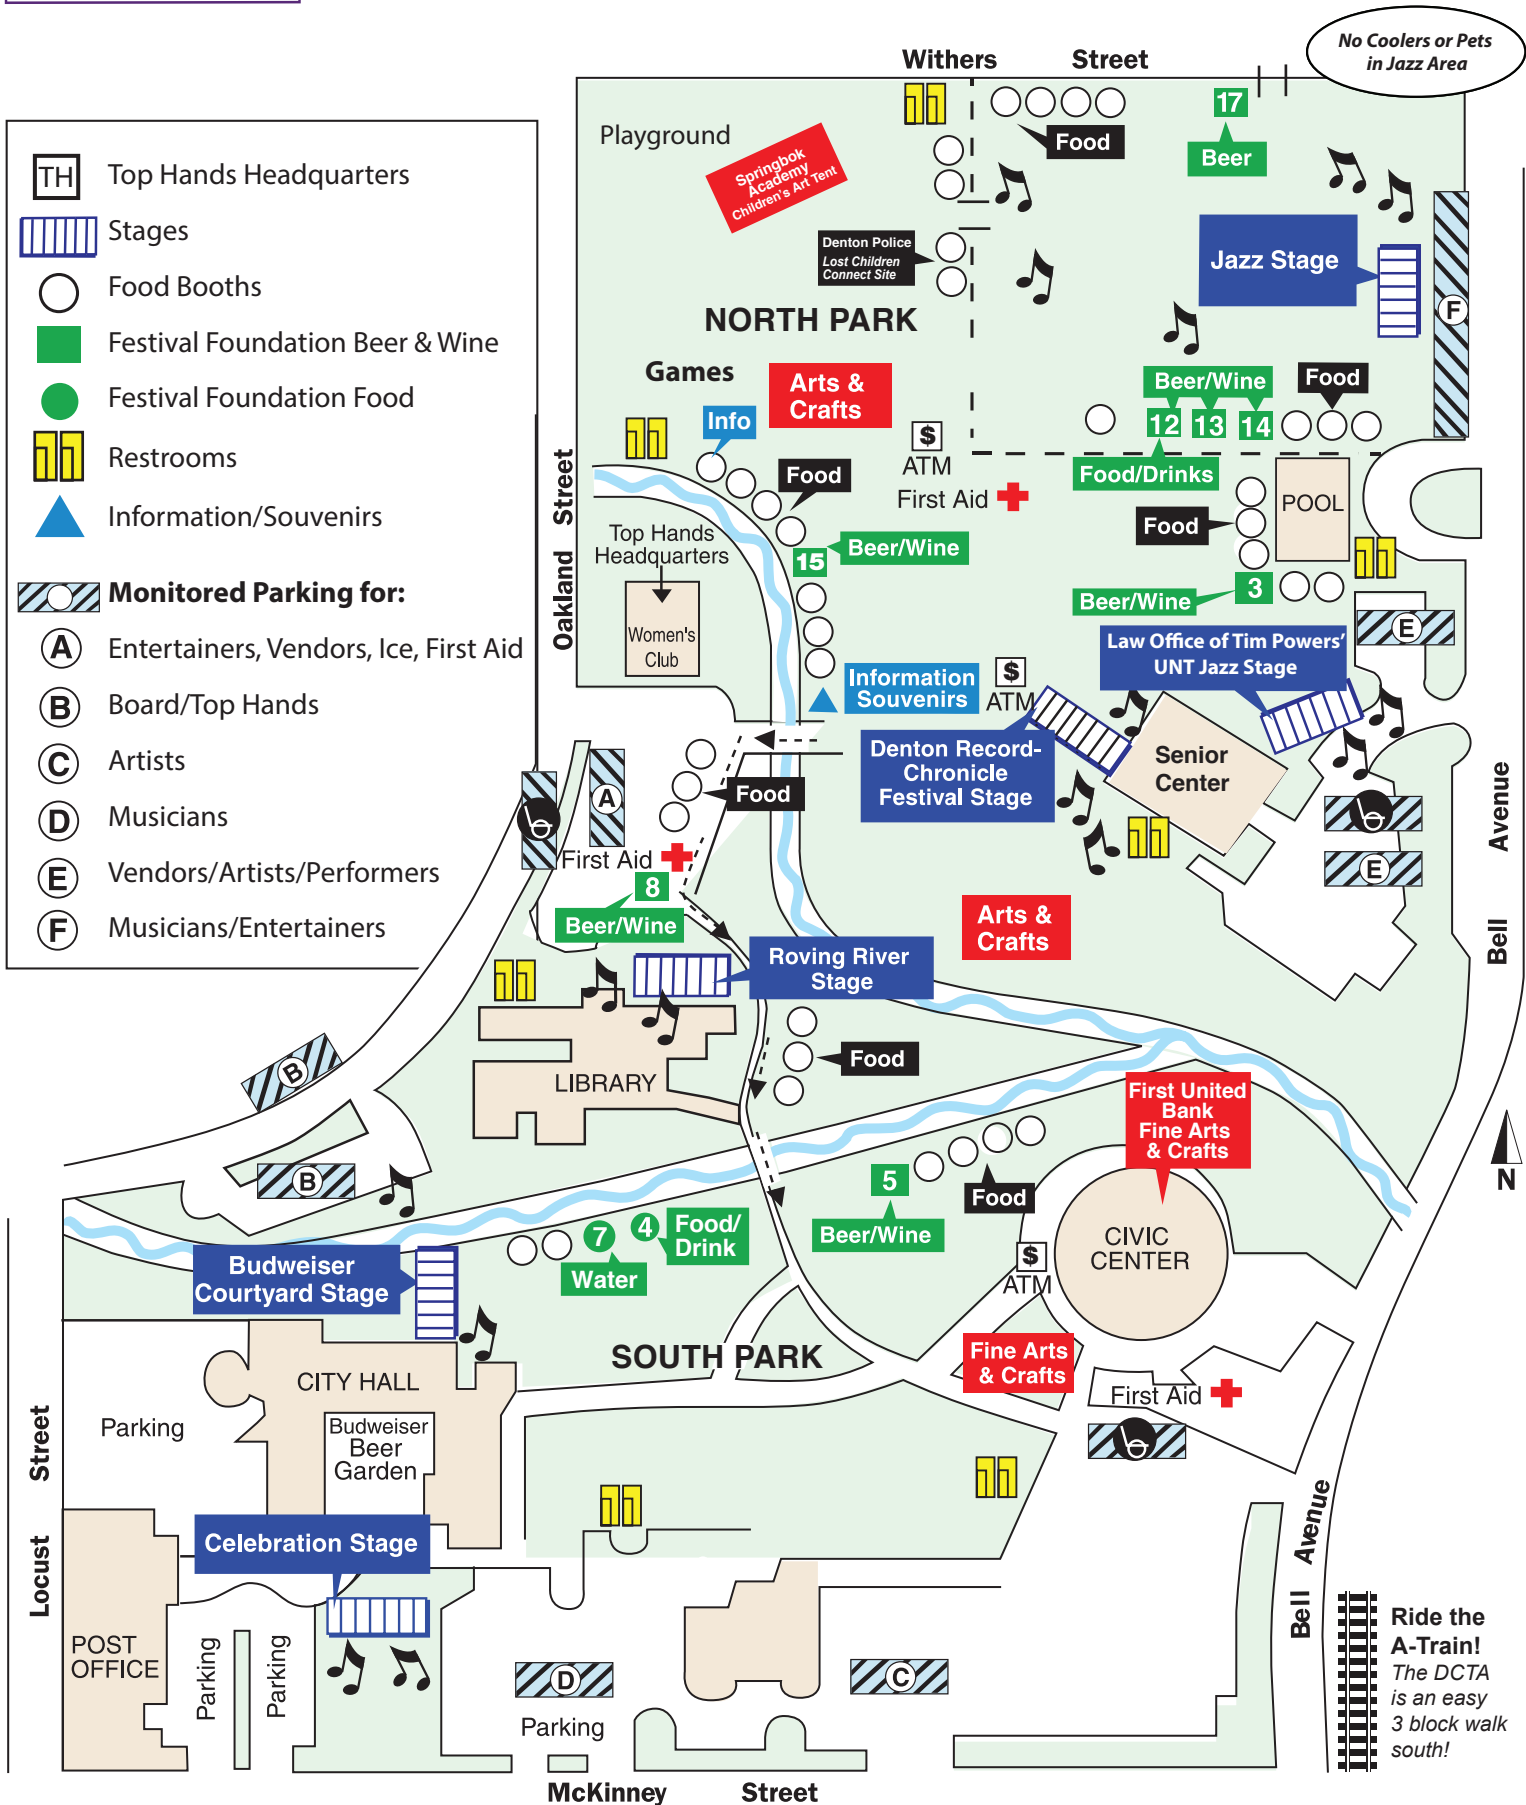 No Coolers or Pets
in Jazz Area
Withers Street
TH
Top Hands Headquarters
Stages
Food Booths
Festival Foundation Beer & Wine
Festival Foundation Food
Restrooms
Information/Souvenirs
Monitored Parking for:
A
Entertainers, Vendors, Ice, First Aid
B
Board/Top Hands
C
Artists
D
Musicians
E
Vendors/Artists/Performers
F
Musicians/Entertainers
Playground
Springbok
Academy
Children's Art Tent
Food
17
Beer
Denton Police
Lost Children
Connect Site
Jazz Stage
F
NORTH PARK
Games
Arts &
Crafts
Info
$
ATM
First Aid
Food
Beer/Wine
12
13
14
Food
Food/Drinks
POOL
Food
3
Beer/Wine
E
Oakland Street
Top Hands
Headquarters
Women's
Club
15
Beer/Wine
Information
Souvenirs
$
ATM
Law Office of Tim Powers'
UNT Jazz Stage
Denton Record-
Chronicle
Festival Stage
Senior
Center
E
Bell Avenue
A
Food
First Aid
8
Beer/Wine
Arts &
Crafts
Roving River
Stage
Food
LIBRARY
B
B
First United
Bank
Fine Arts
& Crafts
N
5
Beer/Wine
Food
CIVIC
CENTER
$
ATM
7
4
Food/
Drink
Water
Budweiser
Courtyard Stage
SOUTH PARK
Fine Arts
& Crafts
First Aid
CITY HALL
Parking
Budweiser
Beer
Garden
Locust Street
Celebration Stage
POST
OFFICE
Parking
Parking
D
C
Parking
McKinney Street
Bell Avenue
Ride the
A-Train!
The DCTA
is an easy
3 block walk
south!